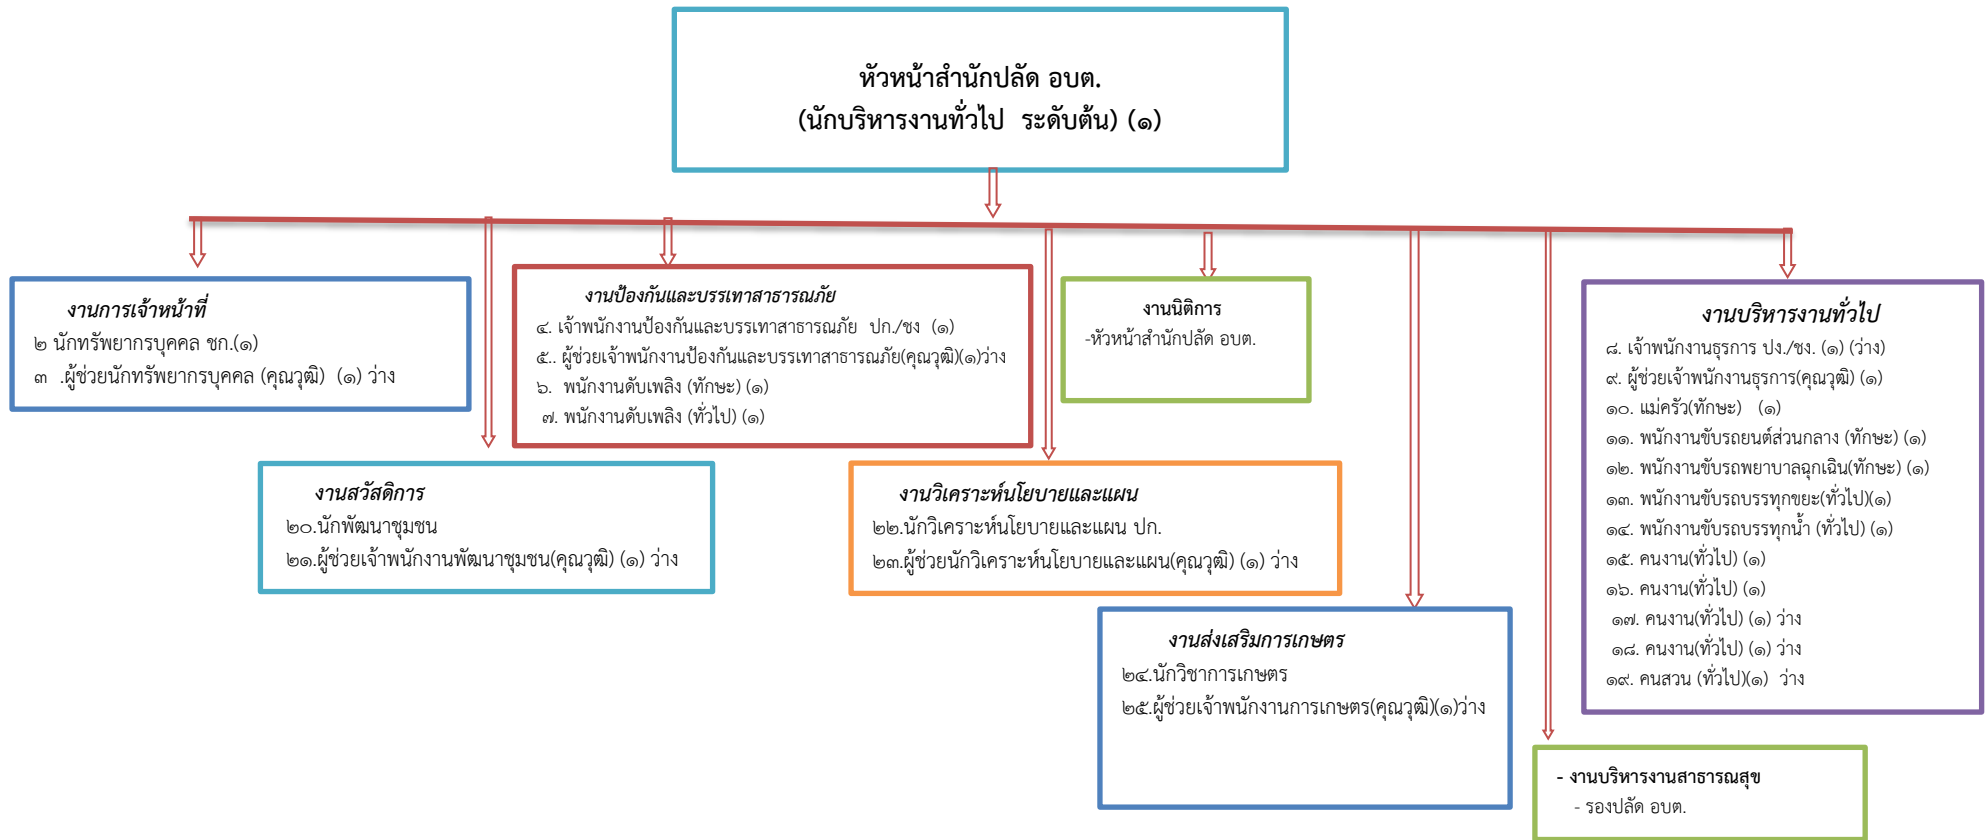 หัวหน้าสำนักปลัด อบต.
(นักบริหารงานทั่วไป ระดับต้น) (๑)
งานการเจ้าหน้าที่
๒ นักทรัพยากรบุคคล ชก.(๑)
๓ .ผู้ช่วยนักทรัพยากรบุคคล (คุณวุฒิ) (๑) ว่าง
งานป้องกันและบรรเทาสาธารณภัย
๔. เจ้าพนักงานป้องกันและบรรเทาสาธารณภัย ปก./ชง (๑)
๕.. ผู้ช่วยเจ้าพนักงานป้องกันและบรรเทาสาธารณภัย(คุณวุฒิ)(๑)ว่าง
๖. พนักงานดับเพลิง (ทักษะ) (๑)
๗. พนักงานดับเพลิง (ทั่วไป) (๑)
งานนิติการ
-หัวหน้าสำนักปลัด อบต.
งานบริหารงานทั่วไป
๘. เจ้าพนักงานธุรการ ปง./ชง. (๑) (ว่าง)
๙. ผู้ช่วยเจ้าพนักงานธุรการ(คุณวุฒิ) (๑)
๑๐. แม่ครัว(ทักษะ) (๑)
๑๑. พนักงานขับรถยนต์ส่วนกลาง (ทักษะ) (๑)
๑๒. พนักงานขับรถพยาบาลฉุกเฉิน(ทักษะ) (๑)
๑๓. พนักงานขับรถบรรทุกขยะ(ทั่วไป)(๑)
๑๔. พนักงานขับรถบรรทุกน้ำ (ทั่วไป) (๑)
๑๕. คนงาน(ทั่วไป) (๑)
๑๖. คนงาน(ทั่วไป) (๑)
๑๗. คนงาน(ทั่วไป) (๑) ว่าง
๑๘. คนงาน(ทั่วไป) (๑) ว่าง
๑๙. คนสวน (ทั่วไป)(๑) ว่าง
งานสวัสดิการ
๒๐.นักพัฒนาชุมชน
๒๑.ผู้ช่วยเจ้าพนักงานพัฒนาชุมชน(คุณวุฒิ) (๑) ว่าง
งานวิเคราะห์นโยบายและแผน
๒๒.นักวิเคราะห์นโยบายและแผน ปก.
๒๓.ผู้ช่วยนักวิเคราะห์นโยบายและแผน(คุณวุฒิ) (๑) ว่าง
งานส่งเสริมการเกษตร
๒๔.นักวิชาการเกษตร
๒๕.ผู้ช่วยเจ้าพนักงานการเกษตร(คุณวุฒิ)(๑)ว่าง
- งานบริหารงานสาธารณสุข
- รองปลัด อบต.